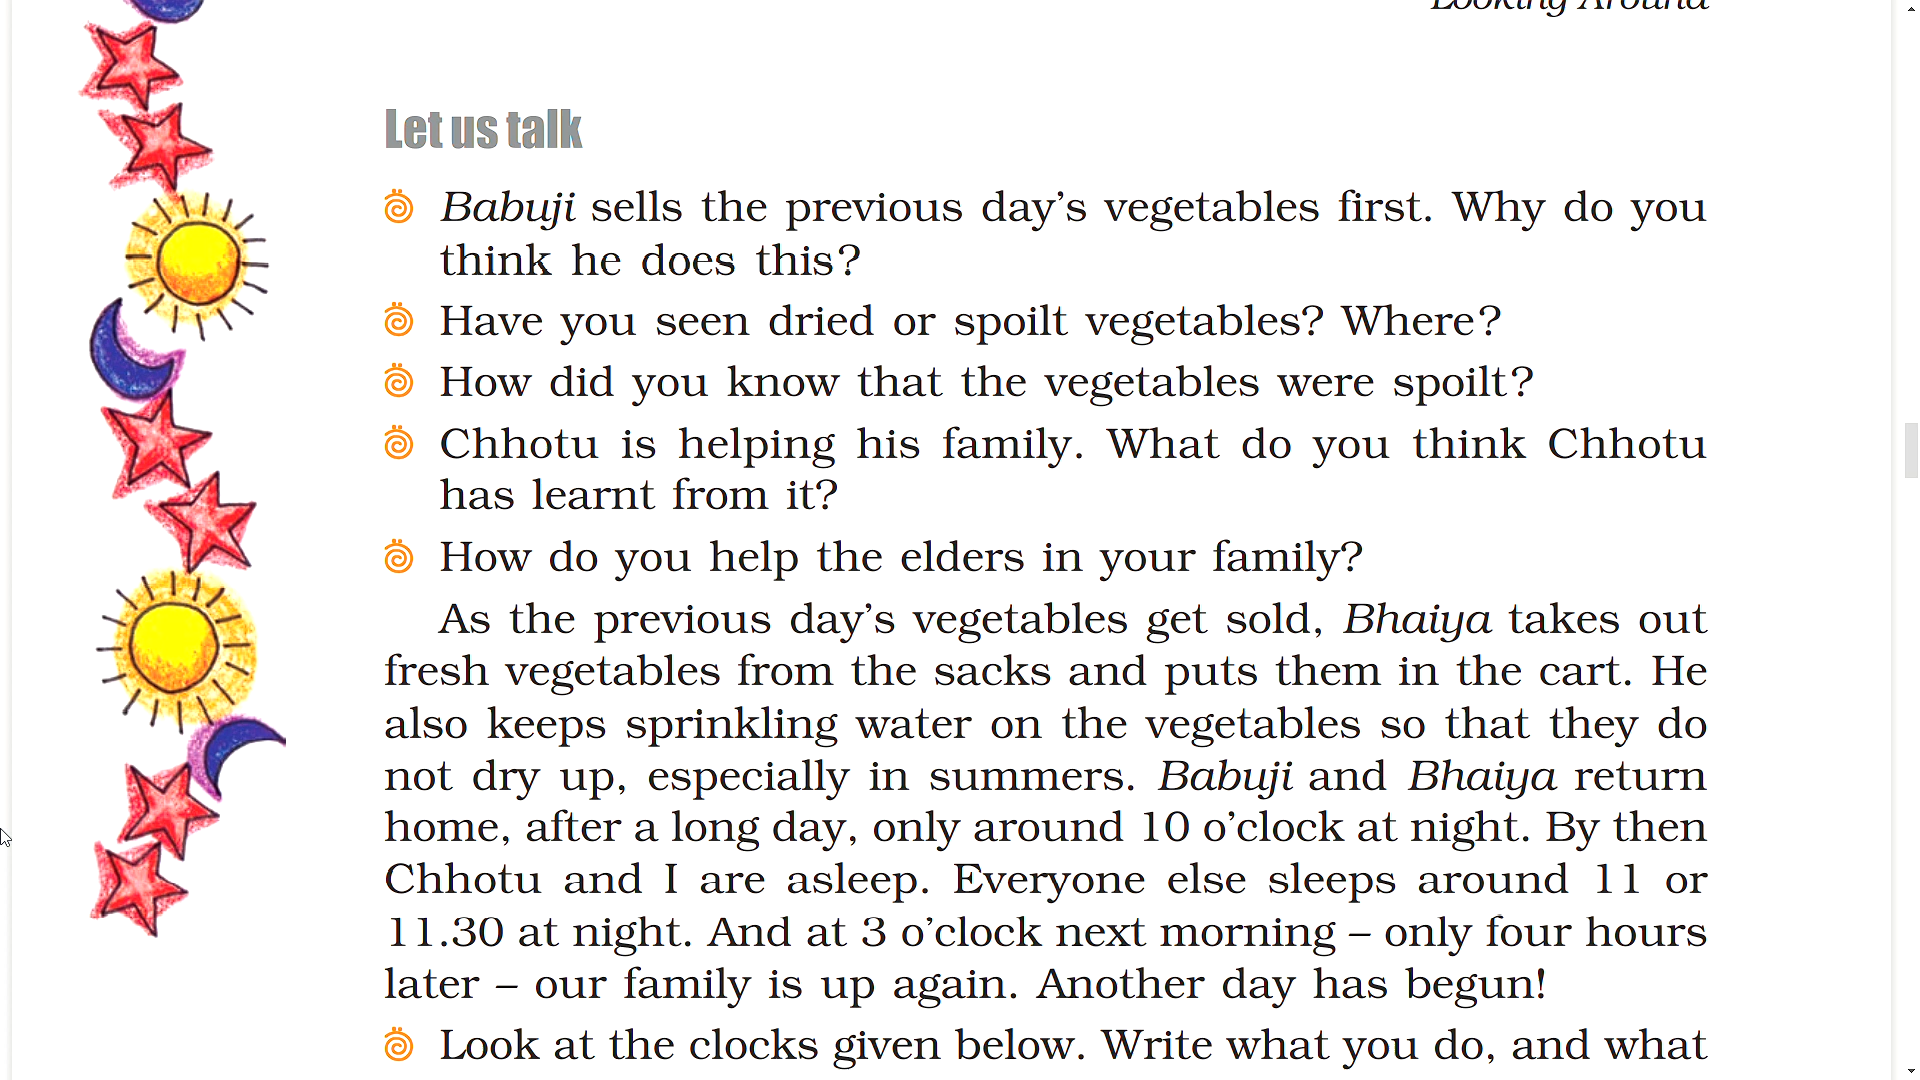 Looking Around
Let us talk
Babuji sells the previous day's vegetables first. Why do you
think he does this?
Have you seen dried or spoilt vegetables? Where?
How did you know that the vegetables were spoilt?
Chhotu is helping his family. What do you think Chhotu
has learnt from it?
How do you help the elders in your family?
As the previous day's vegetables get sold, Bhaiya takes out
fresh vegetables from the sacks and puts them in the cart. He
also keeps sprinkling water on the vegetables so that they do
not dry up, especially in summers. Babuji and Bhaiya return
home, after a long day, only around 10 o'clock at night. By then
Chhotu and I are asleep. Everyone else sleeps around 11 or
11.30 at night. And at 3 o'clock next morning – only four hours
later – our family is up again. Another day has begun!
Look at the clocks given below. Write what you do, and what